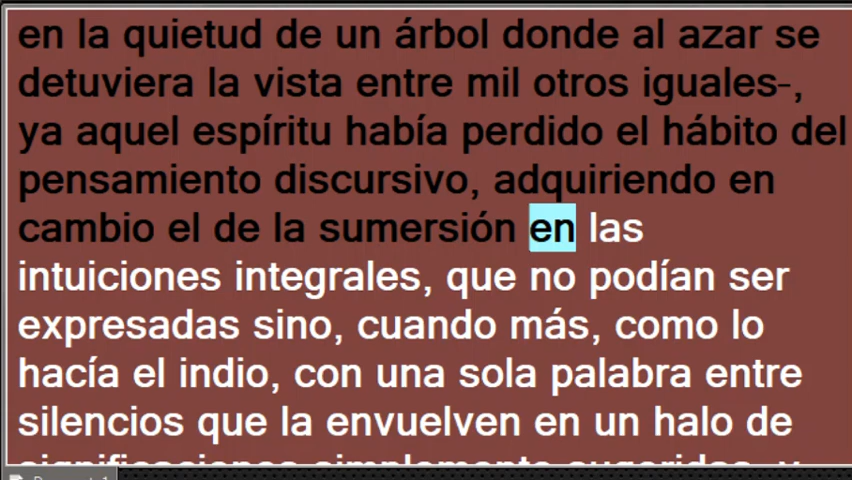 en la quietud de un árbol donde al azar se
detuviera la vista entre mil otros iguales-,
ya aquel espíritu había perdido el hábito del
pensamiento discursivo, adquiriendo en
cambio el de la sumersión en las
intuiciones integrales, que no podían ser
expresadas sino, cuando más, como lo
hacía el indio, con una sola palabra entre
silencios que la envuelven en un halo de
significaciones simplemente sugeridas, y